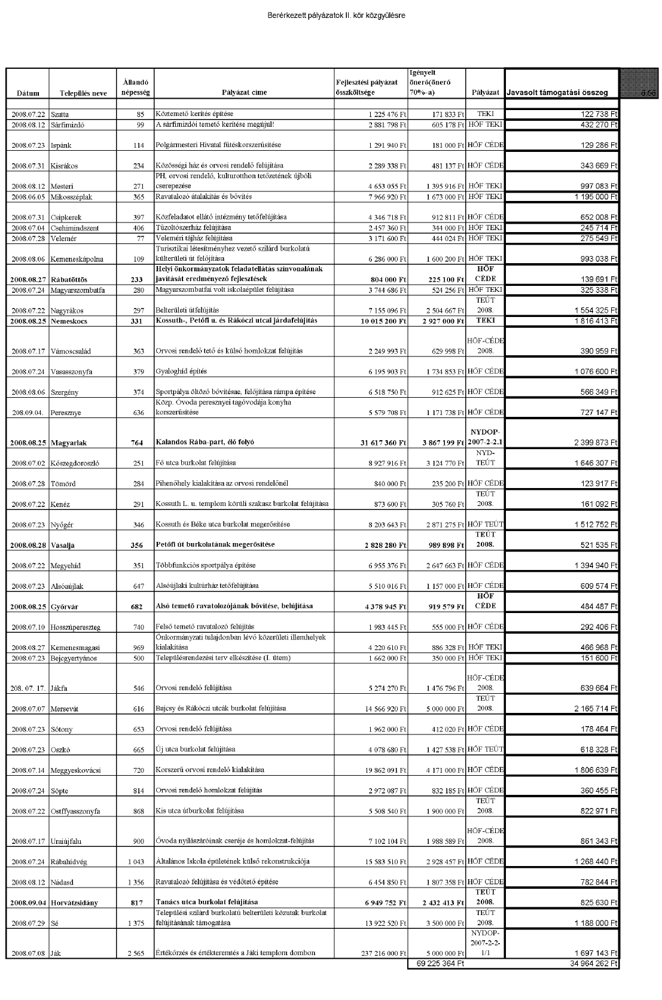 Berérkezett pályázatok II. kör közgyűlésre
Dátum Település neve Állandó népesség Pályázat címe Fejlesztési pályázat összköltsége Igényelt önerő(önerő 70%-a) Pályázat Javasolt támogatási összeg
2008.07.22 Szatta 85 Köztemető kerítés építése 1 225 476 Ft 171 833 Ft TEKI 122 738 Ft
2008.08.12 Sárfimizdó 99 A sárfimizdói temető kerítése megújul! 2 881 798 Ft 605 178 Ft HÖF TEKI 432 270 Ft
2008.07.23 Ispánk 114 Polgármesteri Hivatal fűtéskorszerűsítése 1 291 940 Ft 181 000 Ft HÖF CÉDE 129 286 Ft
2008.07.31 Kisrákos 234 Közösségi ház és orvosi rendelő felújítása 2 289 338 Ft 481 137 Ft HÖF CÉDE 343 669 Ft
PH, orvosi rendelő, kulturotthon tetőzetének újbóli
2008.08.12 Mesteri 271 cserepezése 4 653 055 Ft 1 395 916 Ft HÖF TEKI 997 083 Ft
2008.06.05 Mikosszéplak 365 Ravatalozó átalakítás és bővítés 7 966 920 Ft 1 673 000 Ft HÖF TEKI 1 195 000 Ft
2008.07.31 Csipkerek 397 Közfeladatot ellátó intézmény tetőfelújítása 4 346 718 Ft 912 811 Ft HÖF CÉDE 652 008 Ft
2008.07.04 Csehimindszent 406 Tűzoltószerház felújítása 2 457 360 Ft 344 000 Ft HÖF TEKI 245 714 Ft
2008.07.28 Velemér 77 Veleméri tájház felújítása 3 171 600 Ft 444 024 Ft HÖF TEKI 275 549 Ft
Turisztikai létesítményhez vezető szilárd burkolatú
2008.08.06 Kemeneskápolna 109 külterületi út felőjítása 6 286 000 Ft 1 600 200 Ft HÖF TEKI 993 038 Ft
Helyi önkormányzatok feladatellátás színvonalának HÖF
2008.08.27 Rábatöttös 233 javítását eredményező fejlesztések 804 000 Ft 225 100 Ft CÉDE 139 691 Ft
2008.07.24 Magyarszombatfa 280 Magyarszombatfai volt iskolaépület felujítása 3 744 686 Ft 524 256 Ft HÖF TEKI 325 338 Ft
TEÚT
2008.07.22 Nagyrákos 297 Belterületi útfelújítás 7 155 096 Ft 2 504 667 Ft 2008. 1 554 325 Ft
2008.08.25 Nemeskocs 331 Kossuth-, Petőfi u. és Rákóczi utcai járdafelújítás 10 015 200 Ft 2 927 000 Ft TEKI 1 816 413 Ft
HÖF-CÉDE
2008.07.17 Vámoscsalád 363 Orvosi rendelő tető és külső homlokzat felújítás 2 249 993 Ft 629 998 Ft 2008. 390 959 Ft
2008.07.24 Vasasszonyfa 379 Gyaloghíd építés 6 195 903 Ft 1 734 853 Ft HÖF CÉDE 1 076 600 Ft
2008.08.06 Szergény 374 Sportpálya öltöző bővítésae, felőjítása rámpa építése 6 518 750 Ft 912 625 Ft HÖF CÉDE 566 349 Ft
Közp. Óvoda peresznyei tagóvodája konyha
208.09.04. Peresznye 636 korszerűsítése 5 579 708 Ft 1 171 738 Ft HÖF CÉDE 727 147 Ft
NYDOP-
2008.08.25 Magyarlak 764 Kalandos Rába-part, élő folyó 31 617 360 Ft 3 867 199 Ft 2007-2-2.1 2 399 873 Ft
NYD-
2008.07.02 Kőszegdoroszló 251 Fő utca burkolat felújítása 8 927 916 Ft 3 124 770 Ft TEÚT 1 646 307 Ft
2008.07.28 Tömörd 284 Pihenőhely kialakítása az orvosi rendelőnél 840 000 Ft 235 200 Ft HÖF CÉDE 123 917 Ft
TEÚT
2008.07.22 Kenéz 291 Kossuth L. u. templom körüli szakasz burkolat felújítása 873 600 Ft 305 760 Ft 2008. 161 092 Ft
2008.07.23 Nyőgér 346 Kossuth és Béke utca burkolat megerősítése 8 203 643 Ft 2 871 275 Ft HÖF TEÚT 1 512 752 Ft
TEÚT
2008.08.28 Vasalja 356 Petőfi út burkolatának megerősítése 2 828 280 Ft 989 898 Ft 2008. 521 535 Ft
2008.07.22 Megyehíd 351 Többfunkciós sportpálya építése 6 955 376 Ft 2 647 663 Ft HÖF CÉDE 1 394 940 Ft
2008.07.23 Alsóaújlak 647 Alsóújlaki kultúrház tetőfelújítása 5 510 016 Ft 1 157 000 Ft HÖF CÉDE 609 574 Ft
HÖF
2008.08.25 Győrvár 682 Alsó temető ravatolozójának bővítése, belújítása 4 378 945 Ft 919 579 Ft CÉDE 484 487 Ft
2008.07.10 Hosszúpereszteg 740 Felső temető ravatalozó felújítás 1 983 445 Ft 555 000 Ft HÖF CÉDE 292 406 Ft
Önkormányzati tulajdonban lévő közerületi illemhelyek
2008.08.27 Kemenesmagasi 969 kialakítása 4 220 610 Ft 886 328 Ft HÖF TEKI 466 968 Ft
2008.07.23 Bejcgyertyános 500 Településrendezési terv elkészítése (I. ütem) 1 662 000 Ft 350 000 Ft HÖF TEKI 151 600 Ft
HÖF-CÉDE
208. 07. 17. Jákfa 546 Orvosi rendelő felújítása 5 274 270 Ft 1 476 796 Ft 2008. 639 664 Ft
TEÚT
2008.07.07 Mersevát 616 Bajcsy és Rákóczi utcák burkolat felújítása 14 566 920 Ft 5 000 000 Ft 2008. 2 165 714 Ft
2008.07.23 Sótony 653 Orvosi rendelő felújítása 1 962 000 Ft 412 020 Ft HÖF CÉDE 178 464 Ft
2008.07.23 Oszkó 665 Új utca burkolat felújítása 4 078 680 Ft 1 427 538 Ft HÖF TEÚT 618 328 Ft
2008.07.14 Meggyeskovácsi 720 Korszerű orvosi rendelő kialakítása 19 862 091 Ft 4 171 000 Ft HÖF CÉDE 1 806 639 Ft
2008.07.24 Söpte 814 Orvosi rendelő homlokzat felújítás 2 972 087 Ft 832 185 Ft HÖF CÉDE 360 455 Ft
TEÚT
2008.07.22 Ostffyasszonyfa 868 Kis utca útburkolat felújítása 5 508 540 Ft 1 900 000 Ft 2008. 822 971 Ft
HÖF-CÉDE
2008.07.17 Uraiújfalu 900 Óvoda nyílászáróinak cseréje és homlokzat-felújítás 7 102 104 Ft 1 988 589 Ft 2008. 861 343 Ft
2008.07.24 Rábahídvég 1 043 Általános Iskola épületének külső rekonstrukciója 15 583 510 Ft 2 928 457 Ft HÖF CÉDE 1 268 440 Ft
2008.08.12 Nádasd 1 356 Ravatalozó felújítása és védőtető építése 6 454 850 Ft 1 807 358 Ft HÖF CÉDE 782 844 Ft
TEÚT
2008.09.04 Horvátzsidány 817 Tanács utca burkolat felújítása 6 949 752 Ft 2 432 413 Ft 2008. 825 630 Ft
Települési szilárd burkolatú belterületi közutak burkolat TEÚT
2008.07.29 Sé 1 375 felújításának támogatása 13 922 520 Ft 3 500 000 Ft 2008. 1 188 000 Ft
NYDOP-
2007-2-2-
2008.07.08 Ják 2 565 Értékőrzés és értékteremtés a Jáki templom dombon 237 216 000 Ft 5 000 000 Ft 1/1 1 697 143 Ft
69 225 364 Ft 34 964 262 Ft